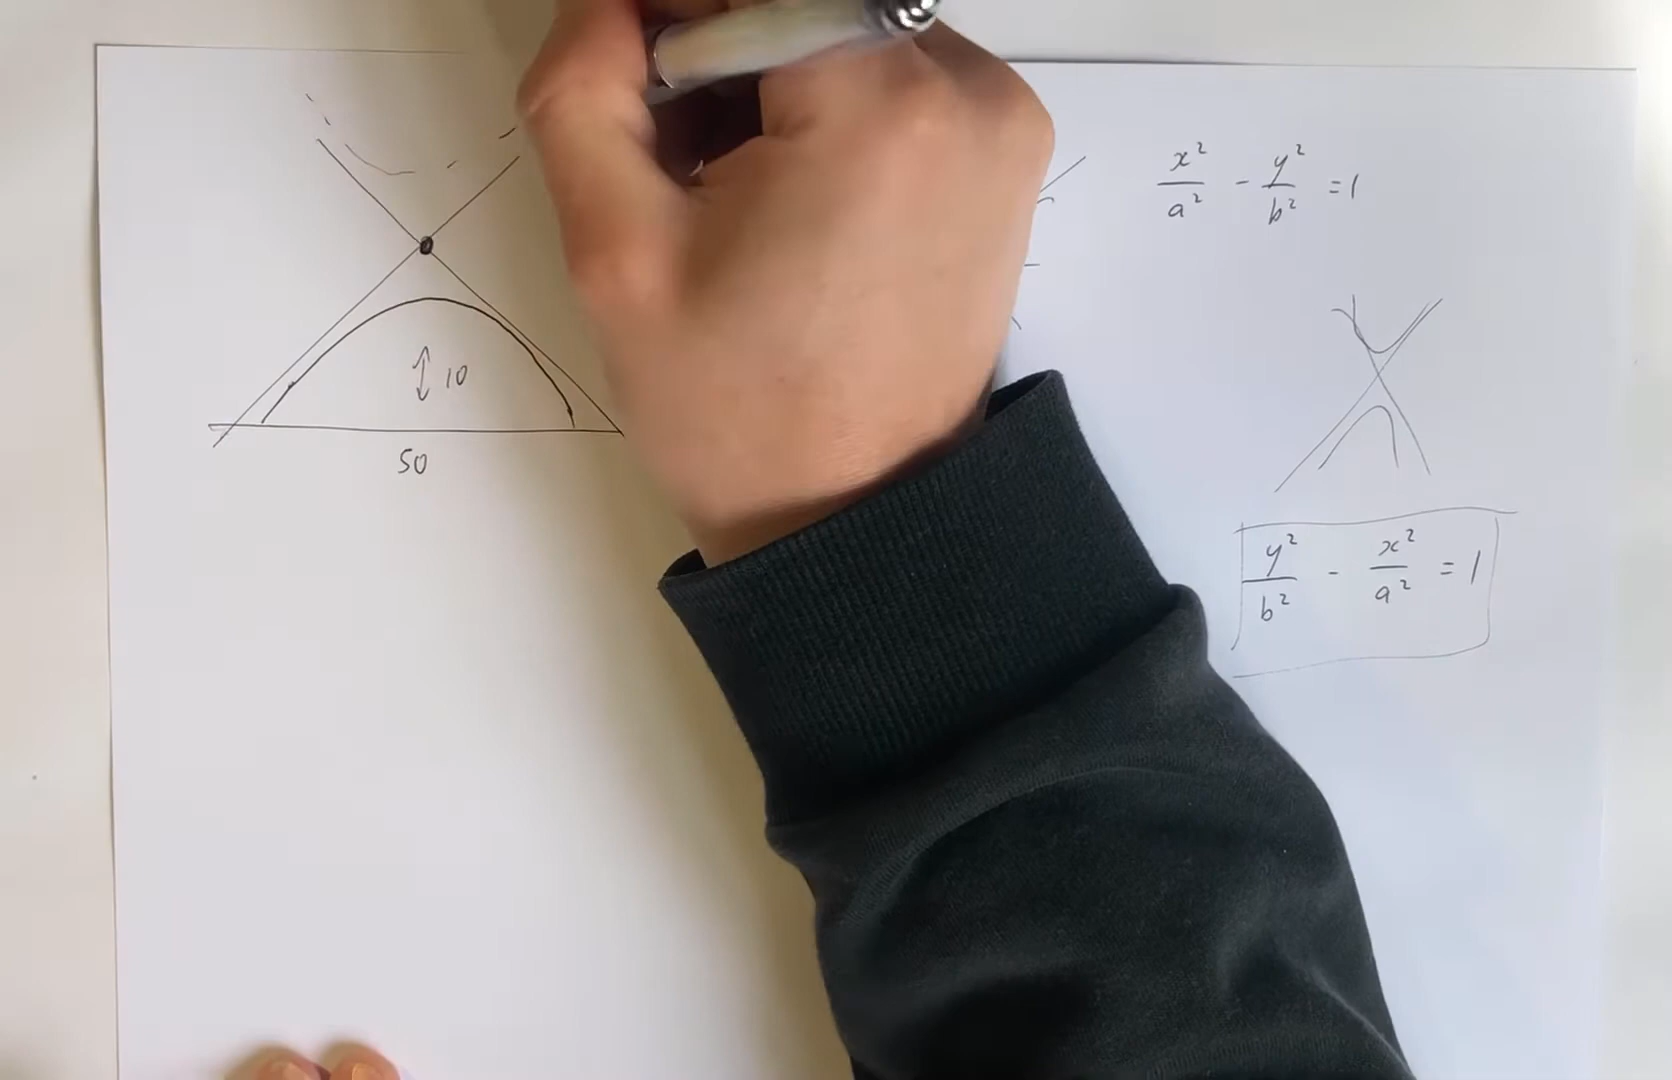 10
50
x²/a² - y²/b² = 1
y²/b² - x²/a² = 1